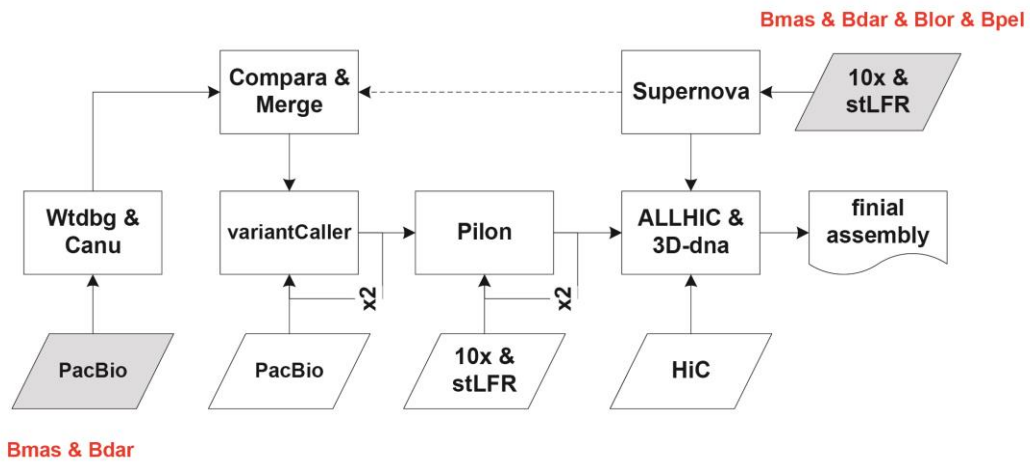 Bmas & Bdar & Blor & Bpel
Compara &
Merge
Supernova
10x &
stLFR
Wtdbg &
Canu
variantCaller
Pilon
ALLHIC &
3D-dna
finial
assembly
x2
x2
PacBio
PacBio
10x &
stLFR
HiC
Bmas & Bdar